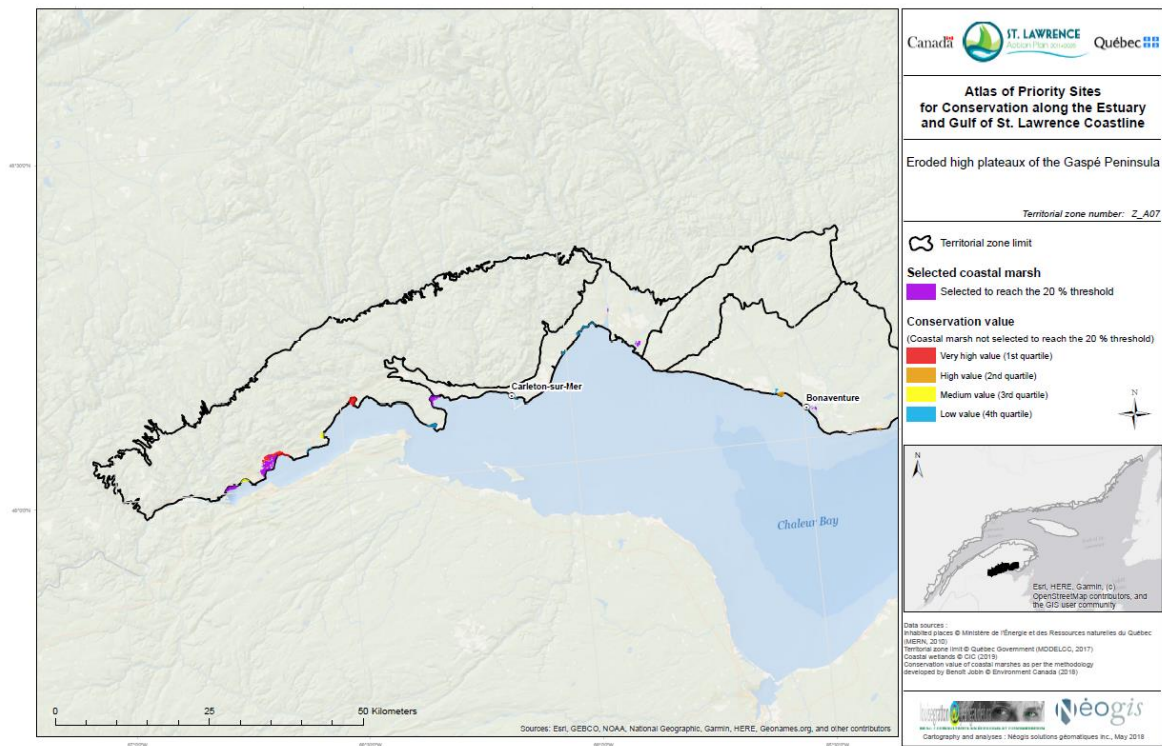 Canada
ST. LAWRENCE
Québec
Atlas of Priority Sites
for Conservation along the Estuary
and Gulf of St. Lawrence Coastline
Eroded high plateaux of the Gaspé Peninsula
Territorial zone number: Z_A07
Territorial zone limit
Selected coastal marsh
Selected to reach the 20 % threshold
Conservation value
(Coastal marsh not selected to reach the 20 % threshold)
Very high value (1st quartile)
High value (2nd quartile)
Medium value (3rd quartile)
Low value (4th quartile)
N
N
Esri, HERE, Garmin, (c)
OpenStreetMap contributors, and
the GIS user community
Data sources :
Inhabited places © Ministère de l'Énergie et des Ressources naturelles du Québec
(MERN, 2010)
Territorial zone limit © Québec Government (MDDELCC, 2017)
Coastal wetlands © CIC (2019)
Conservation value of coastal marshes as per the methodology
developed by Benoît Jobin © Environment Canada (2018)
Néogis
Cartography and analyses : Néogis solutions géomatiques inc., May 2018
Carleton-sur-Mer
Bonaventure
Chaleur Bay
0 25 50 Kilometers
Sources: Esri, GEBCO, NOAA, National Geographic, Garmin, HERE, Geonames.org, and other contributors